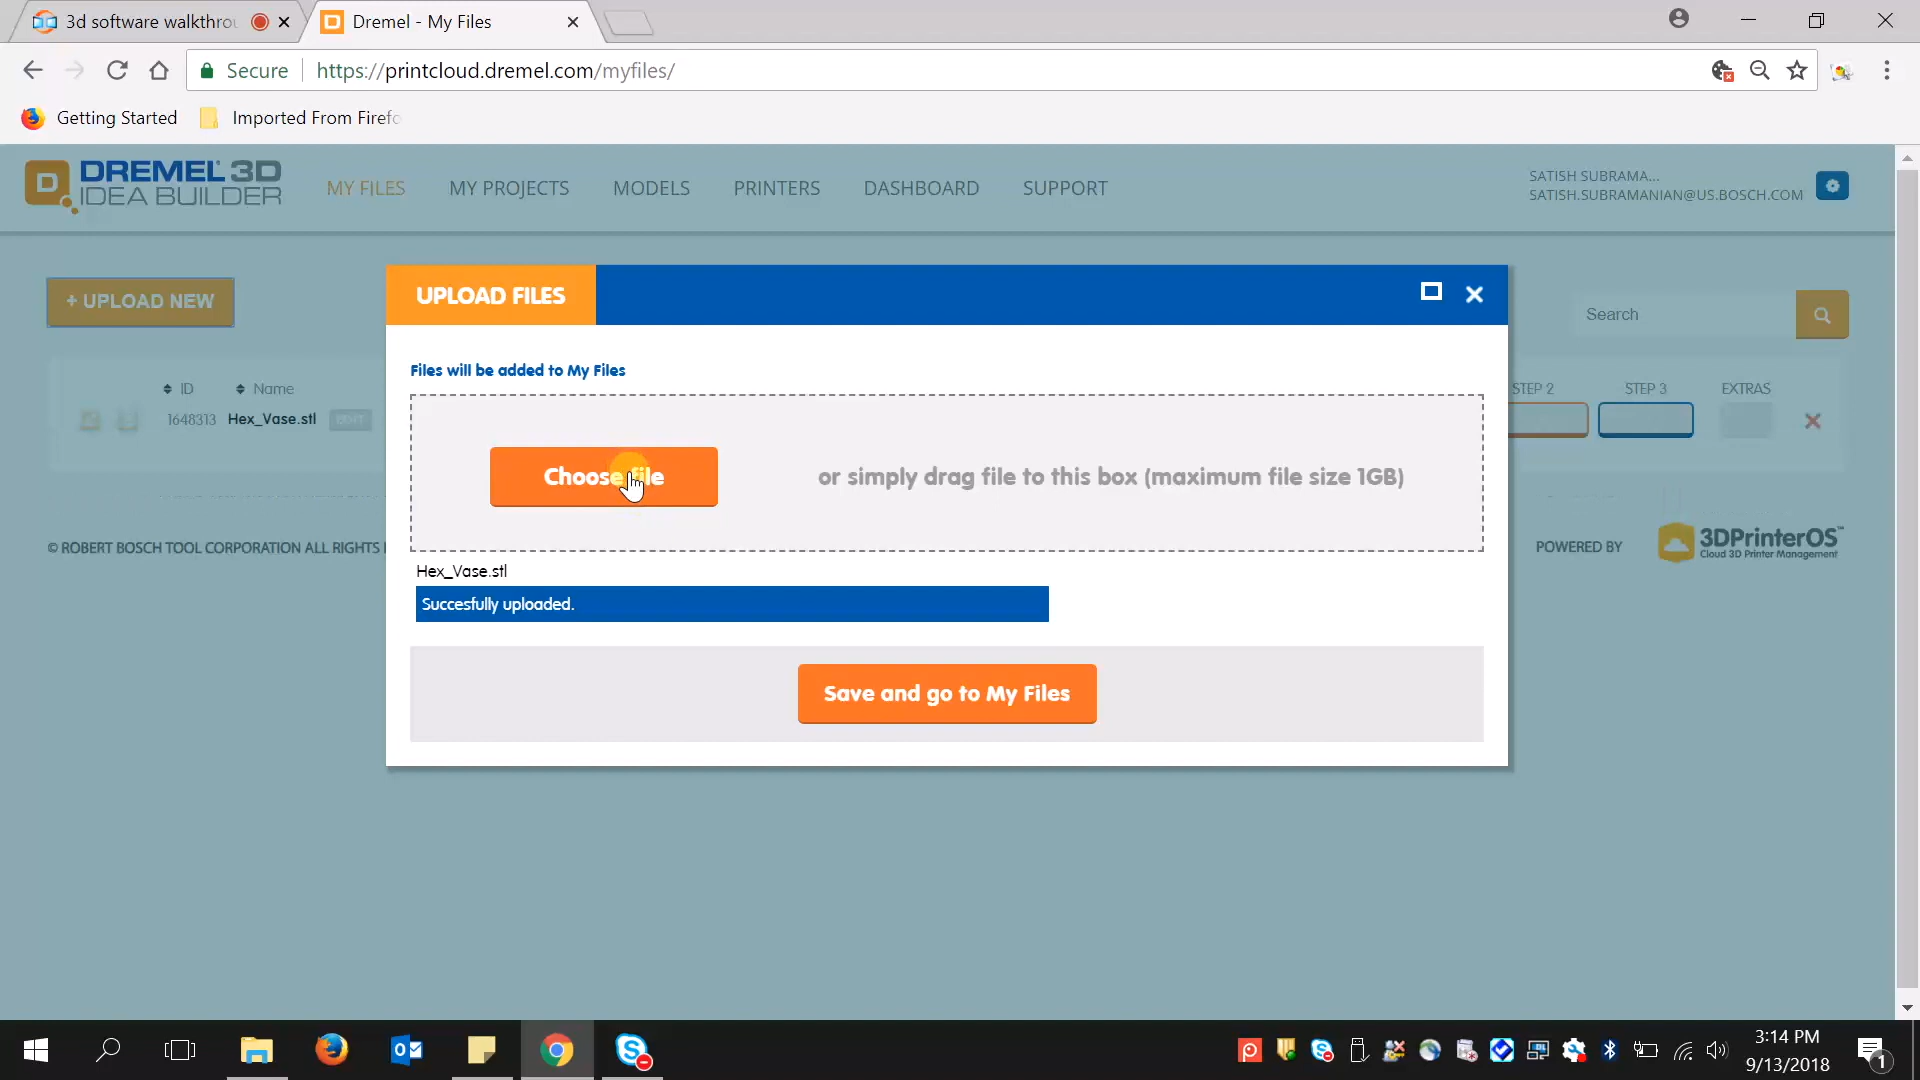 3d software walkthrou
Dremel - My Files
Secure
https://printcloud.dremel.com/myfiles/
Getting Started
Imported From Firefo
DREMEL 3D
IDEA BUILDER
MY FILES
MY PROJECTS
MODELS
PRINTERS
DASHBOARD
SUPPORT
SATISH SUBRAMA...
SATISH.SUBRAMANIAN@US.BOSCH.COM
+ UPLOAD NEW
Search
UPLOAD FILES
Files will be added to My Files
ID
Name
STEP 2
STEP 3
EXTRAS
1648313
Hex_Vase.stl
EDIT
Choose file
or simply drag file to this box (maximum file size 1GB)
Hex_Vase.stl
Succesfully uploaded.
Save and go to My Files
© ROBERT BOSCH TOOL CORPORATION ALL RIGHTS
POWERED BY
3DPrinterOS™
Cloud 3D Printer Management
3:14 PM
9/13/2018
1